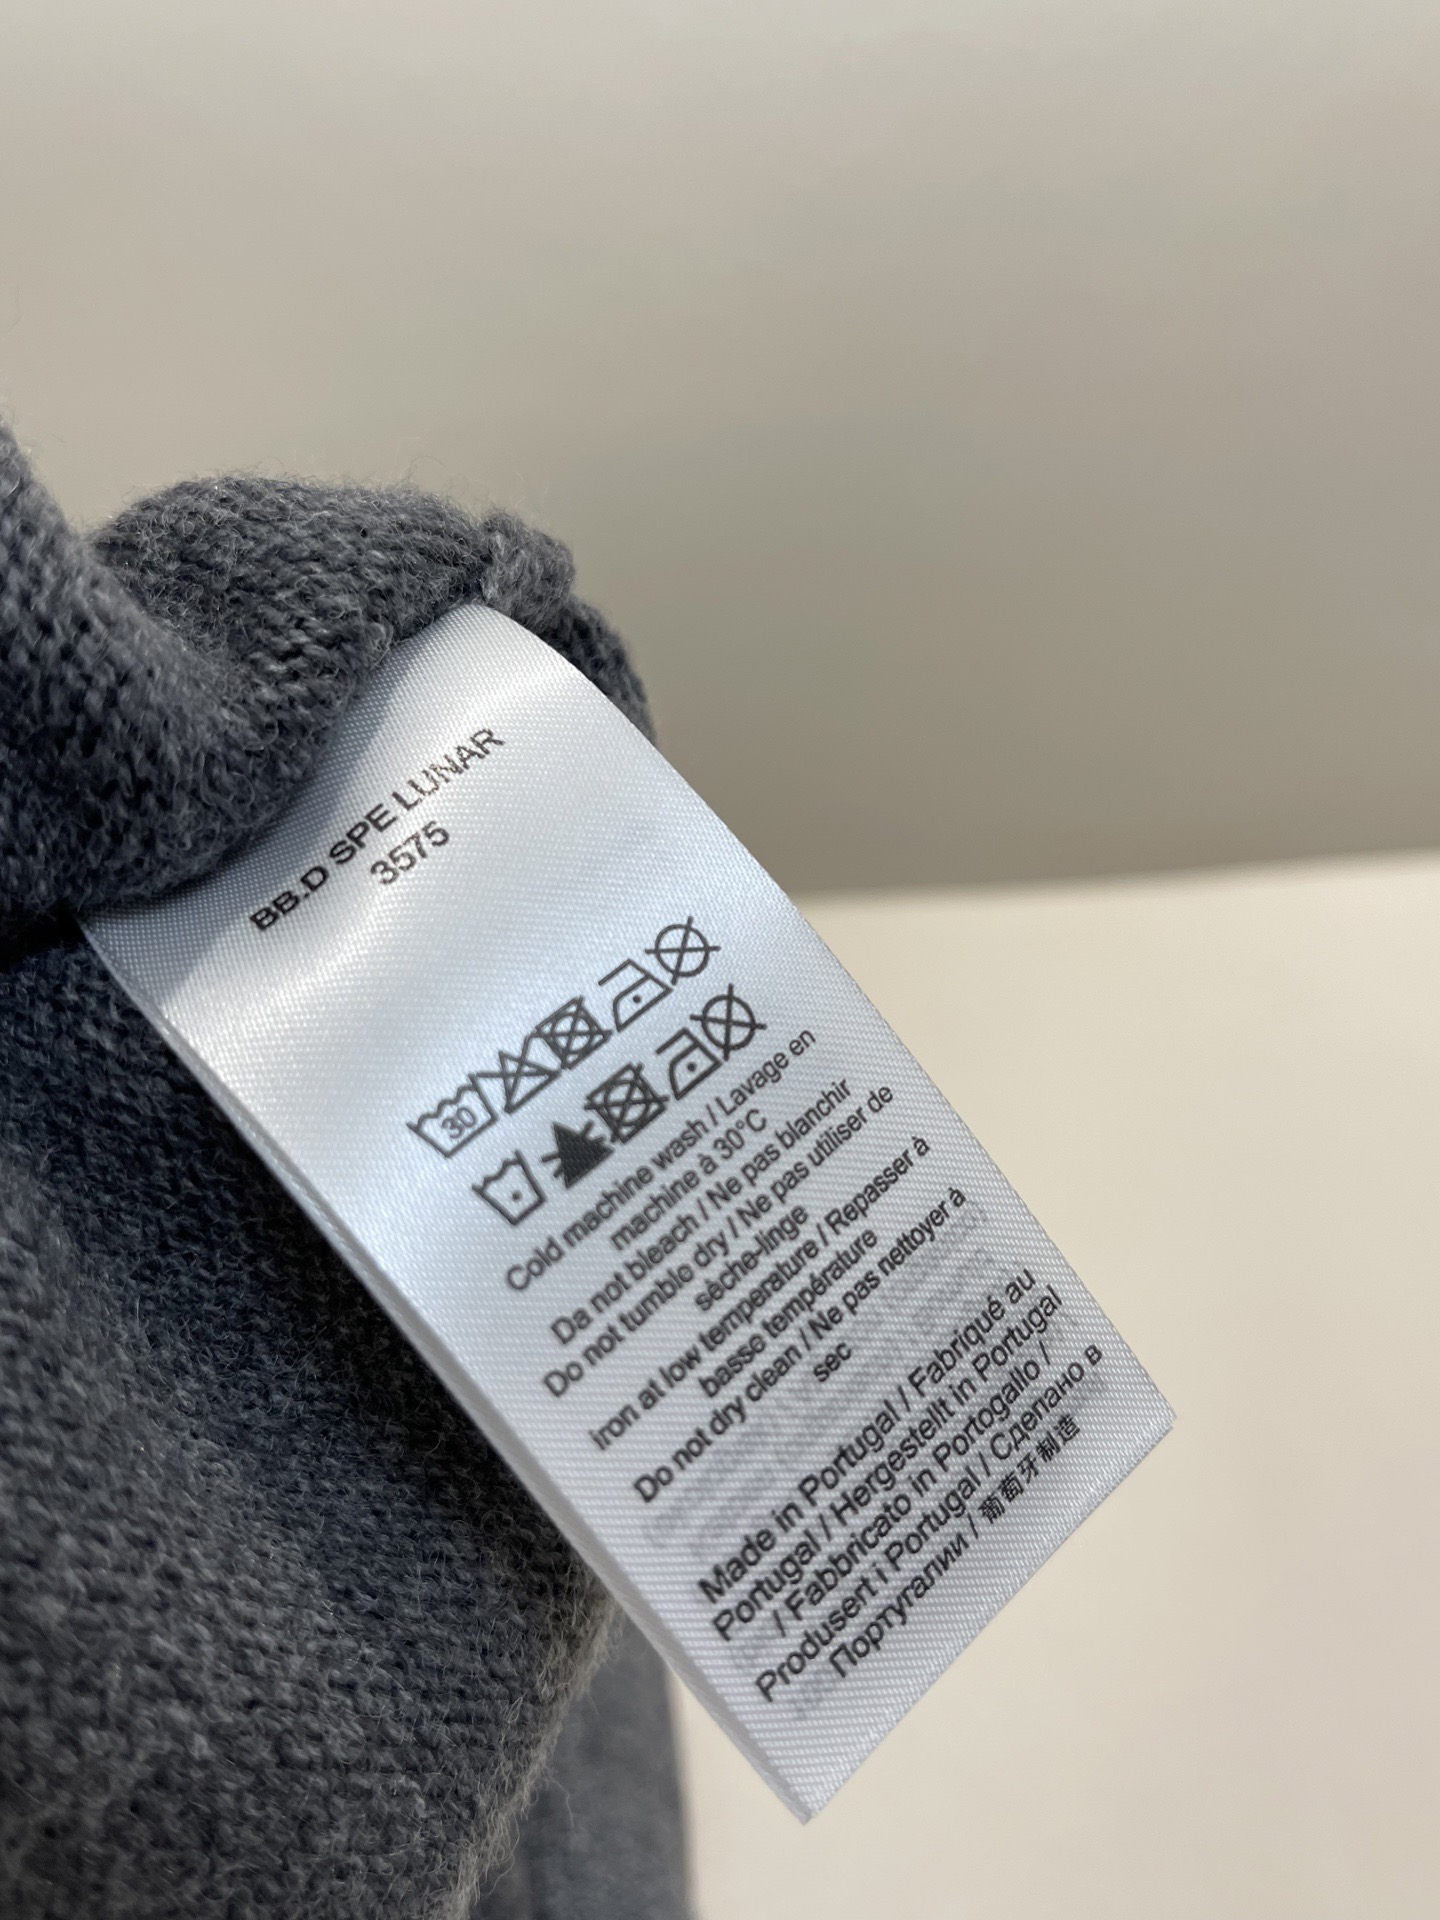 BB.D SPE LUNAR
3575
30
Cold machine wash / Lavage en
machine à 30°C
Da not bleach / Ne pas blanchir
Do not tumble dry / Ne pas utiliser de
sèche-linge
iron at low temperature / Repasser à
basse température
Do not dry clean / Ne pas nettoyer à
sec
Made in Portugal / Fabriqué au
Portugal / Hergestellt in Portugal
/ Fabbricato in Portogallo /
Produsert i Portugal / Сделано в
Португалии / 葡萄牙制造